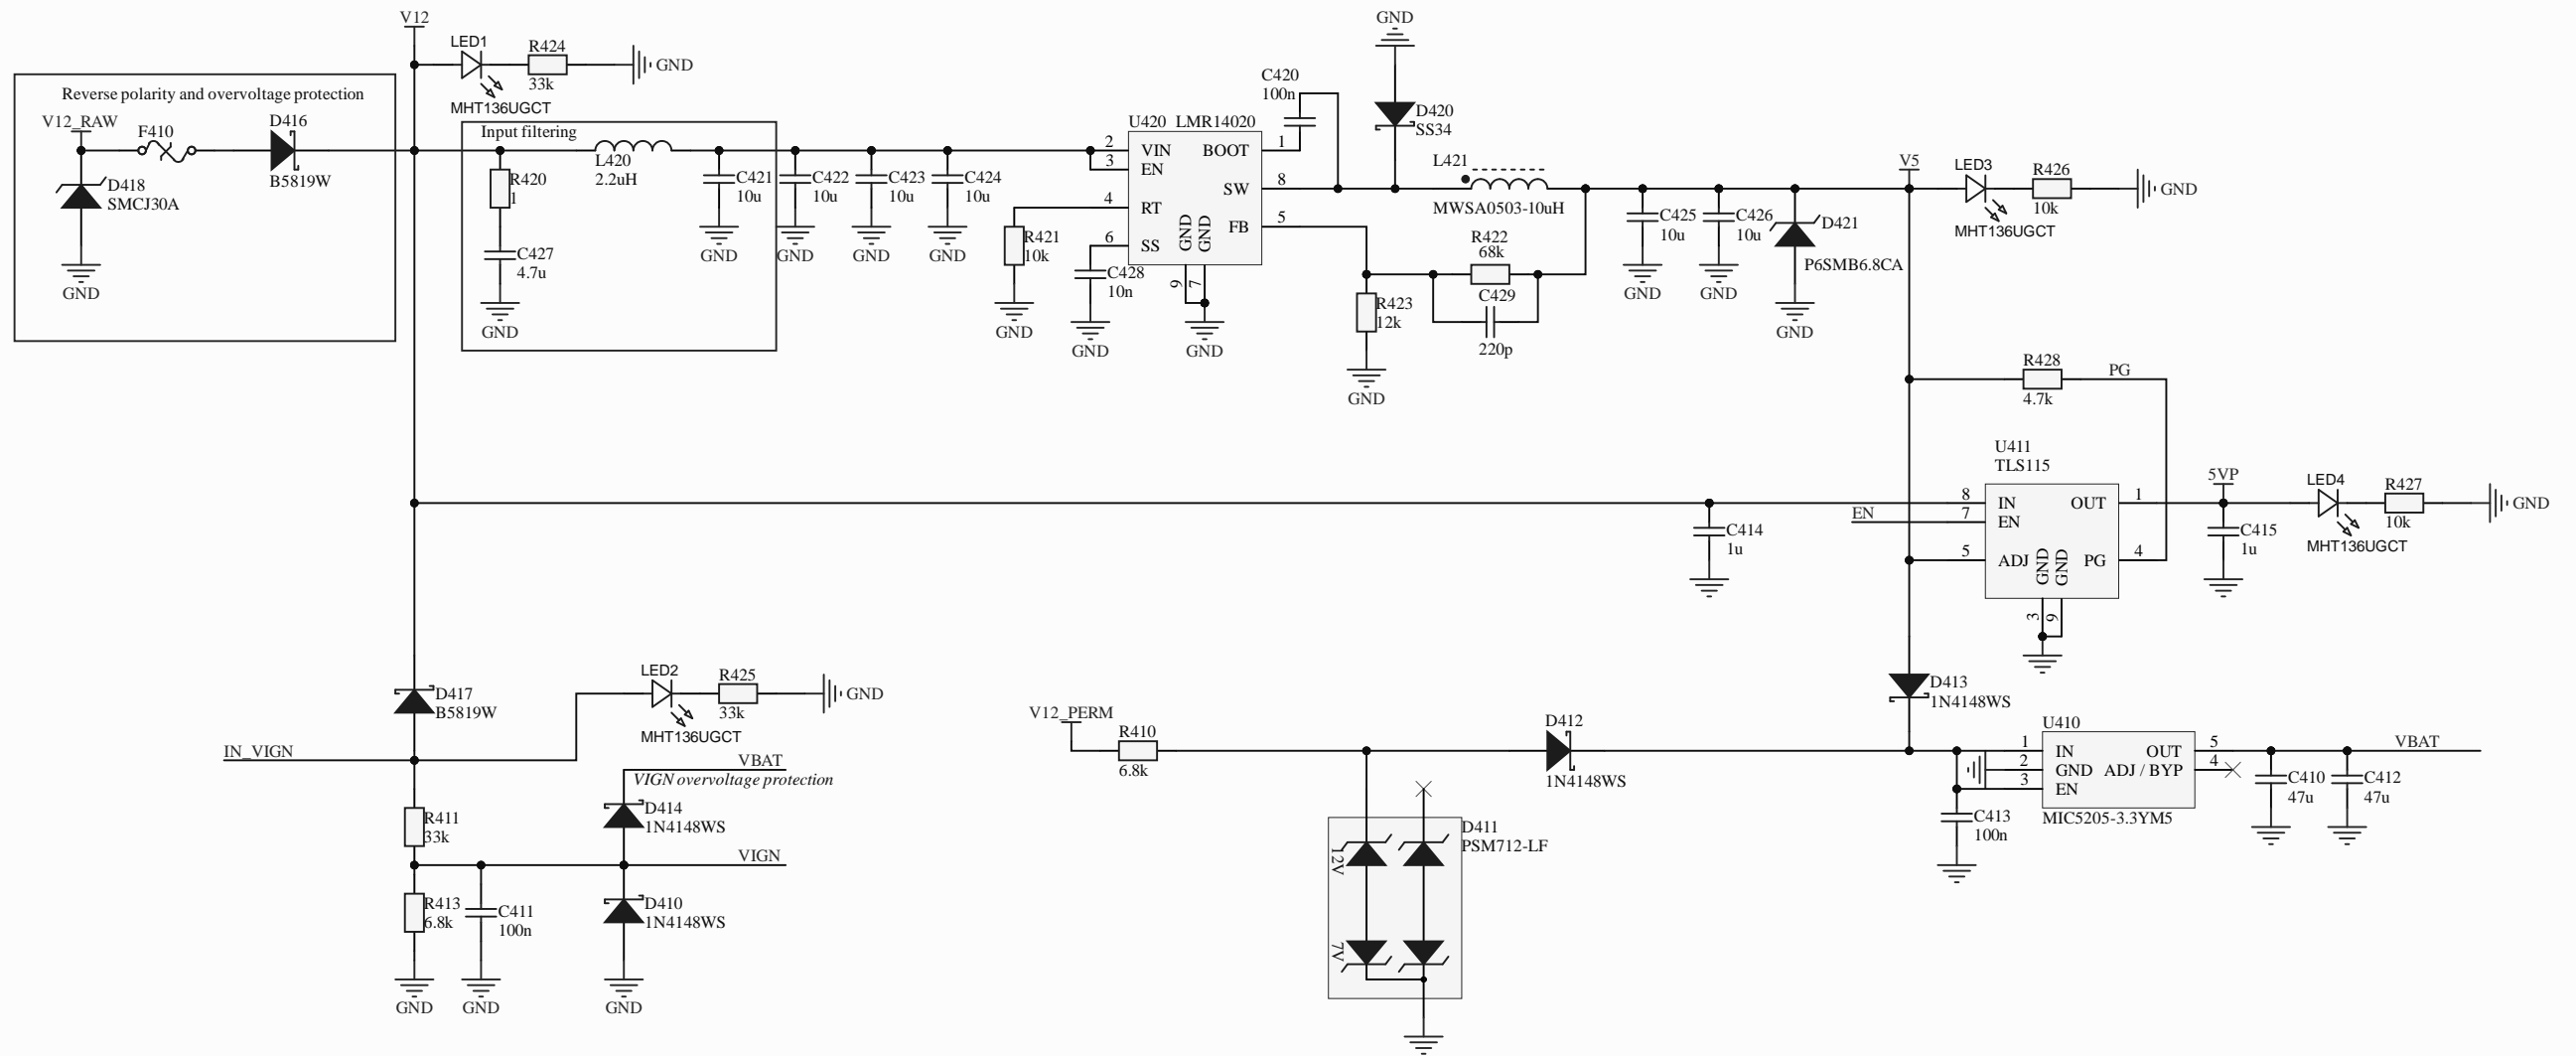 V12
LED1
R424
33k
GND
MHT136UGCT
Reverse polarity and overvoltage protection
V12_RAW
F410
D416
B5819W
D418
SMCJ30A
GND
Input filtering
R420
1
L420
2.2uH
C427
4.7u
GND
C421
10u
GND
C422
10u
GND
C423
10u
GND
C424
10u
GND
U420 LMR14020
2
3
4
6
VIN
EN
RT
SS
BOOT
SW
FB
GND
GND
9
7
GND
1
8
5
R421
10k
GND
C428
10n
GND
C420
100n
GND
D420
SS34
L421
MWSA0503-10uH
R422
68k
C429
220p
R423
12k
GND
C425
10u
GND
C426
10u
GND
D421
P6SMB6.8CA
GND
V5
LED3
R426
10k
GND
MHT136UGCT
R428
4.7k
PG
U411
TLS115
8
7
5
IN
EN
ADJ
OUT
PG
GND
GND
3
9
1
4
EN
C414
1u
5VP
C415
1u
LED4
R427
10k
GND
MHT136UGCT
D417
B5819W
LED2
R425
33k
GND
MHT136UGCT
IN_VIGN
VBAT
VIGN overvoltage protection
D414
1N4148WS
R411
33k
VIGN
R413
6.8k
GND
C411
100n
GND
D410
1N4148WS
GND
V12_PERM
R410
6.8k
D412
1N4148WS
D411
PSM712-LF
12V
7V
D413
1N4148WS
U410
1
2
3
IN
GND
EN
OUT
ADJ / BYP
5
4
MIC5205-3.3YM5
C413
100n
VBAT
C410
47u
C412
47u